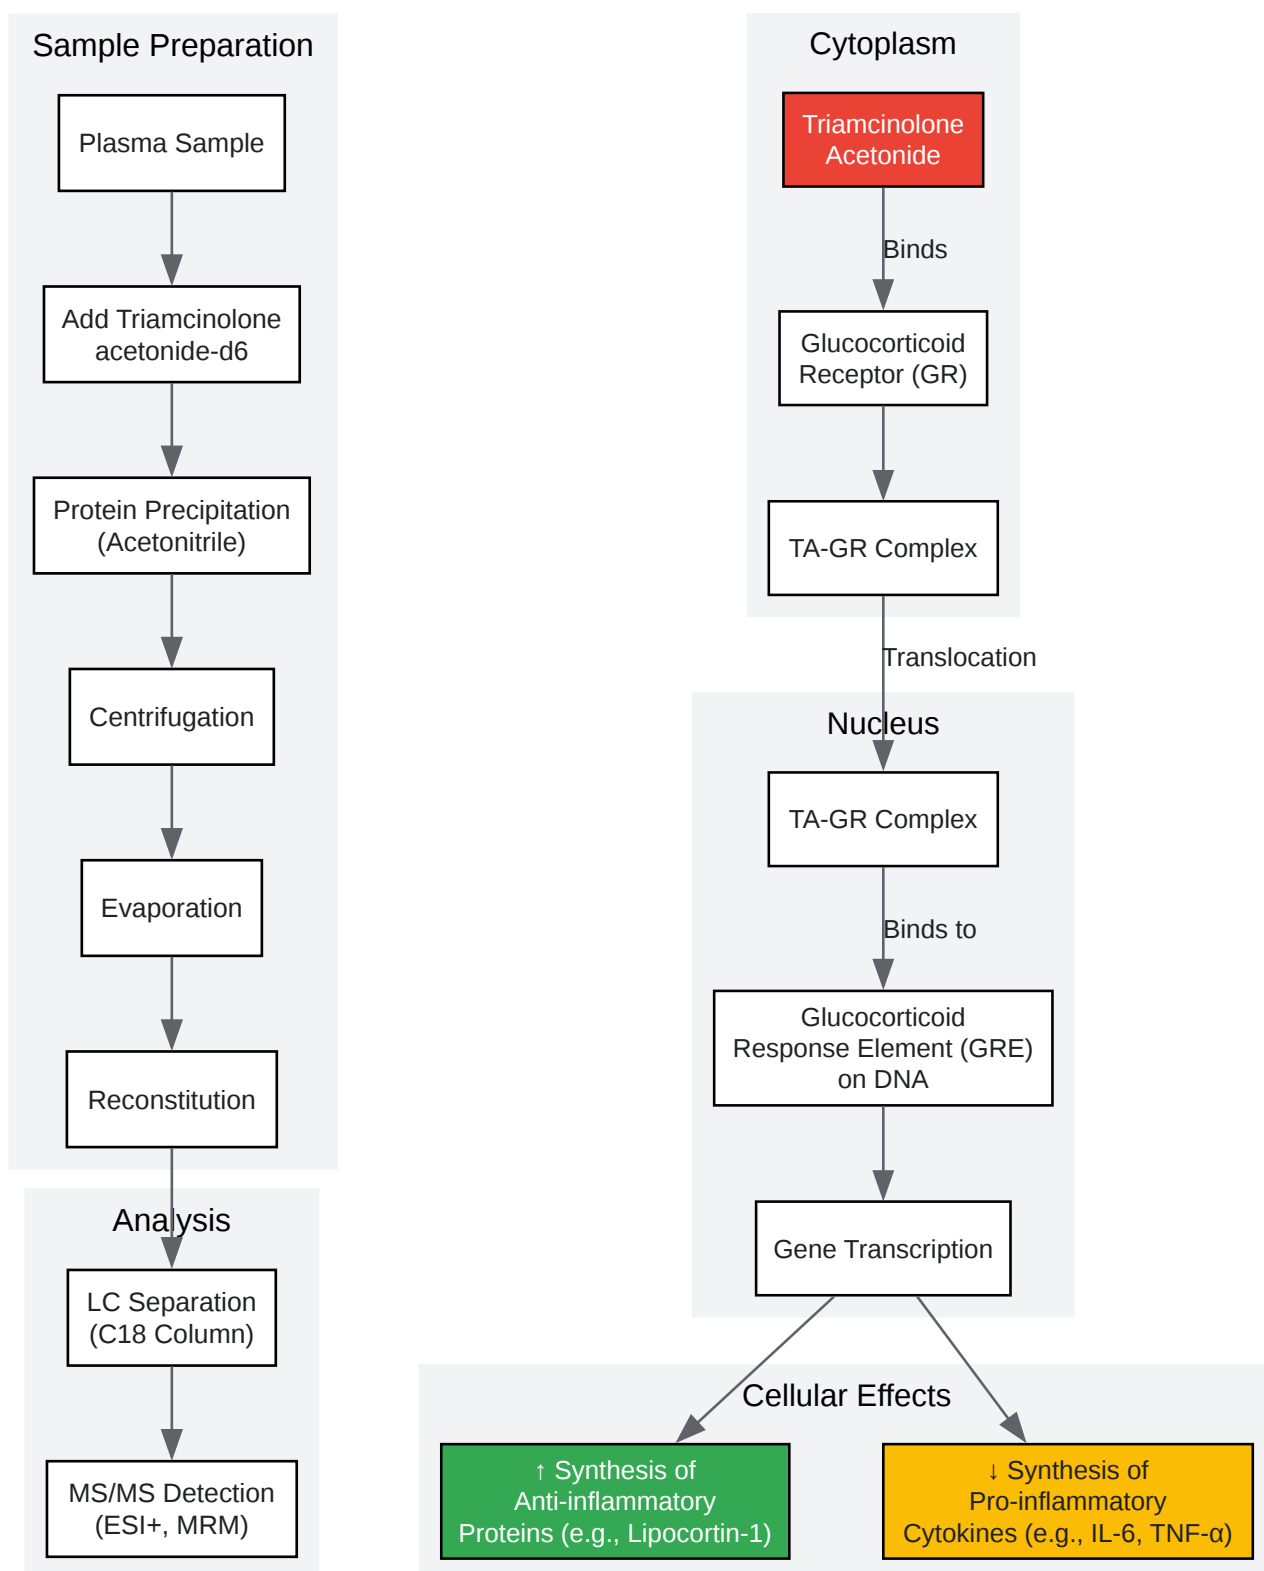 Sample Preparation
Plasma Sample
Add Triamcinolone
acetonide-d6
Protein Precipitation
(Acetonitrile)
Centrifugation
Evaporation
Reconstitution
Analysis
LC Separation
(C18 Column)
MS/MS Detection
(ESI+, MRM)
Cytoplasm
Triamcinolone
Acetonide
Binds
Glucocorticoid
Receptor (GR)
TA-GR Complex
Translocation
Nucleus
TA-GR Complex
Binds to
Glucocorticoid
Response Element (GRE)
on DNA
Gene Transcription
Cellular Effects
↑ Synthesis of
Anti-inflammatory
Proteins (e.g., Lipocortin-1)
↓ Synthesis of
Pro-inflammatory
Cytokines (e.g., IL-6, TNF-α)